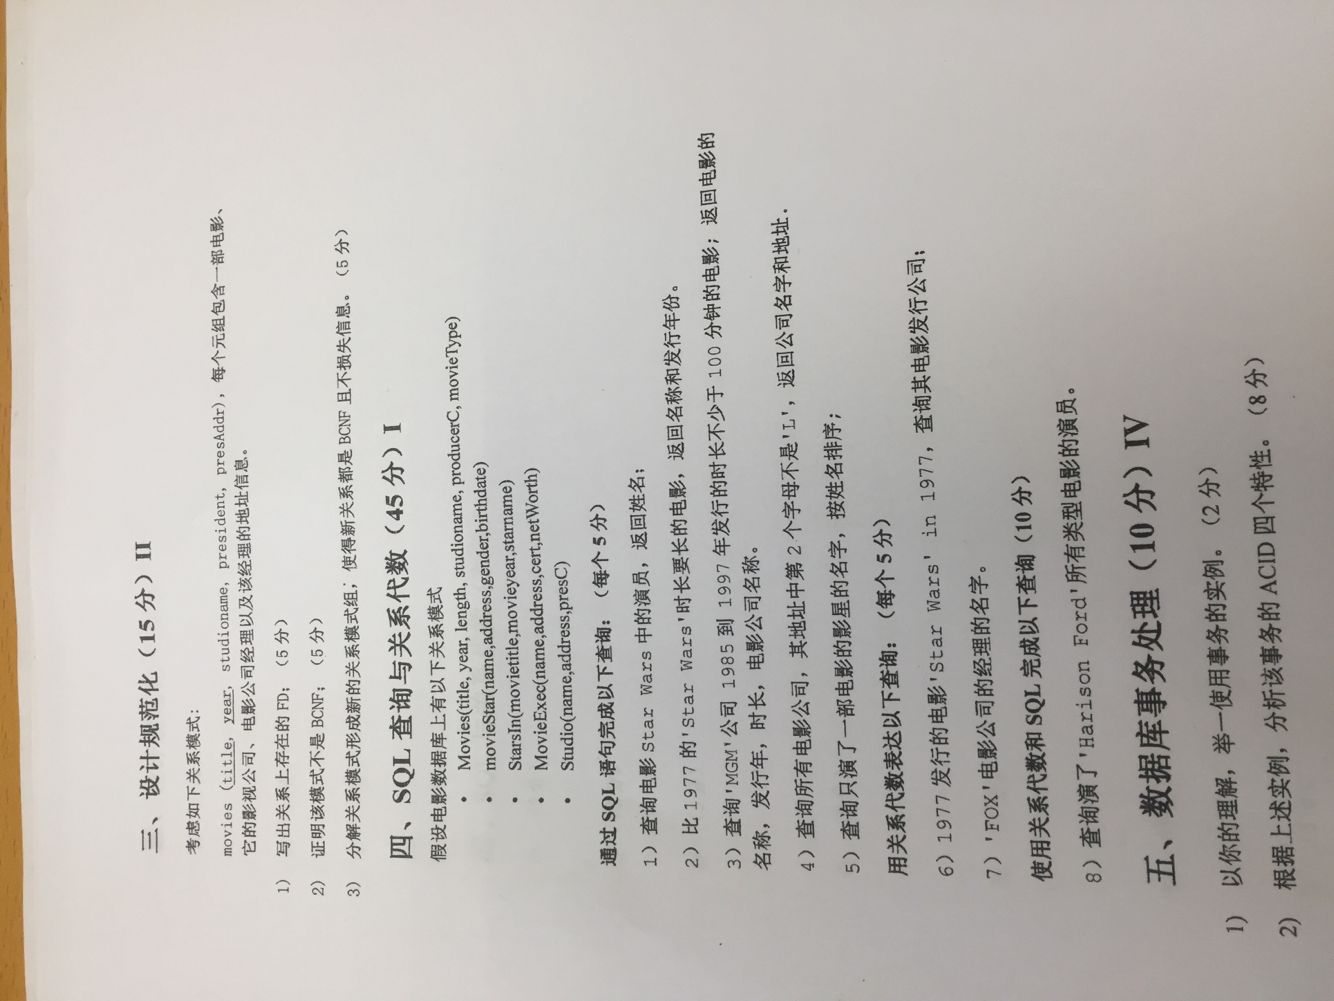 三、设计规范化（15 分）II
考虑如下关系模式:
movies (title, year, studioname, president, presAddr)，每个元组包含一部电影、
它的影视公司、电影公司经理以及该经理的地址信息。
1) 写出关系上存在的 FD；（5 分）
2) 证明该模式不是 BCNF；（5 分）
3) 分解关系模式形成新的关系模式组；使得新关系都是 BCNF 且不损失信息。（5 分）
四、SQL 查询与关系代数（45 分）I
假设电影数据库上有以下关系模式
• Movies(title, year, length, studioname, producerC, movieType)
• movieStar(name,address,gender,birthdate)
• StarsIn(movietitle,movieyear,starname)
• MovieExec(name,address,cert,netWorth)
• Studio(name,address,presC)
通过 SQL 语句完成以下查询：（每个 5 分）
1）查询电影 Star Wars 中的演员，返回姓名;
2）比 1977 的'Star Wars'时长要长的电影，返回名称和发行年份。
3）查询'MGM'公司 1985 到 1997 年发行的时长不少于 100 分钟的电影；返回电影的
名称，发行年，时长，电影公司名称。
4）查询所有电影公司，其地址中第 2 个字母不是'L'，返回公司名字和地址.
5）查询只演了一部电影的影星的名字，按姓名排序;
用关系代数表达以下查询：（每个 5 分）
6）1977 发行的电影'Star Wars' in 1977，查询其电影发行公司;
7）'FOX'电影公司的经理的名字。
使用关系代数和 SQL 完成以下查询（10 分）
8）查询演了'Harison Ford'所有类型电影的演员。
五、数据库事务处理（10 分）IV
1) 以你的理解，举一使用事务的实例。（2 分）
2) 根据上述实例，分析该事务的 ACID 四个特性。（8 分）